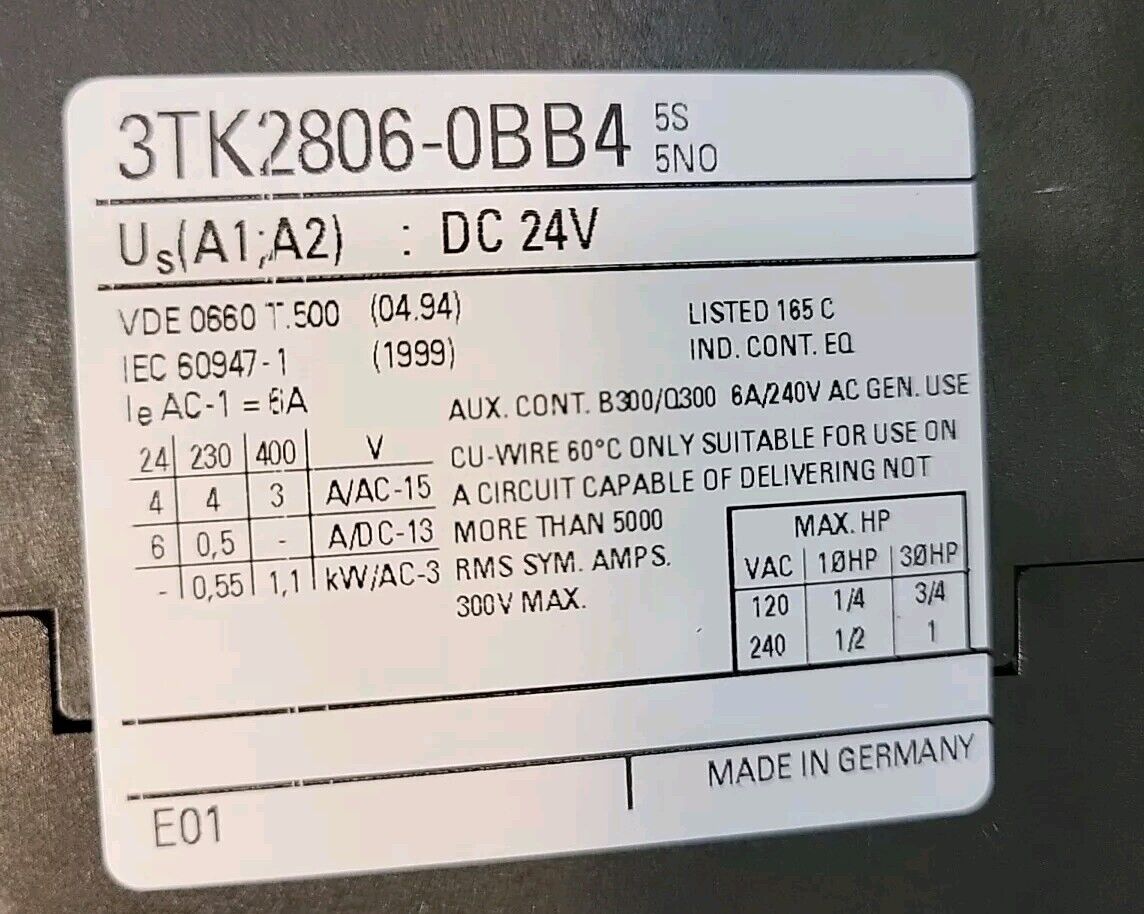 3TK2806-0BB4 5S
5NO
Us(A1;A2) : DC 24V
VDE 0660 T.500 (04.94)
IEC 60947-1 (1999)
Ie AC-1 = 6A
24 230 400 V
4 4 3 A/AC-15
6 0,5 - A/DC-13
- 0,55 1,1 kW/AC-3
LISTED 165 C
IND. CONT. EQ
AUX. CONT. B300/Q300 6A/240V AC GEN. USE
CU-WIRE 60°C ONLY SUITABLE FOR USE ON
A CIRCUIT CAPABLE OF DELIVERING NOT
MORE THAN 5000
RMS SYM. AMPS.
300V MAX.
MAX. HP
VAC 1ØHP 3ØHP
120 1/4 3/4
240 1/2 1
MADE IN GERMANY
E01